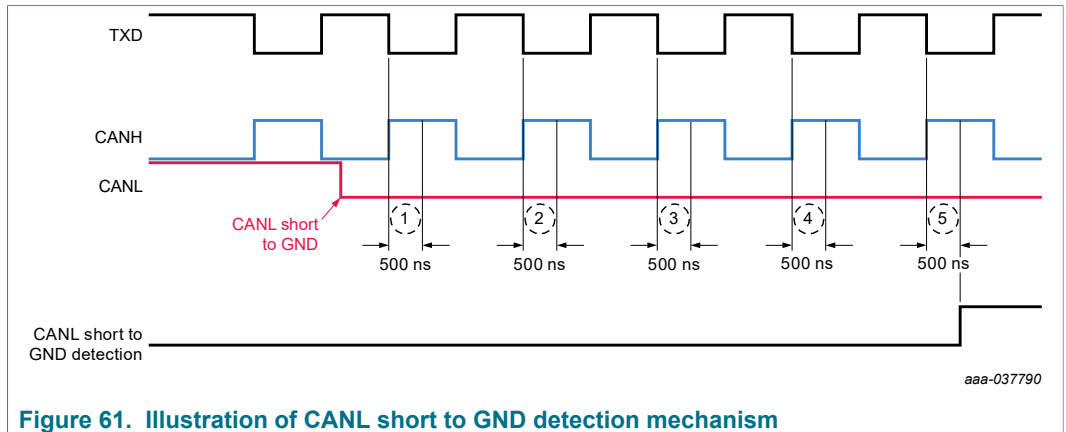 TXD
CANH
CANL
CANL short
to GND
1
2
3
4
5
500 ns
500 ns
500 ns
500 ns
500 ns
CANL short to
GND detection
aaa-037790
Figure 61. Illustration of CANL short to GND detection mechanism